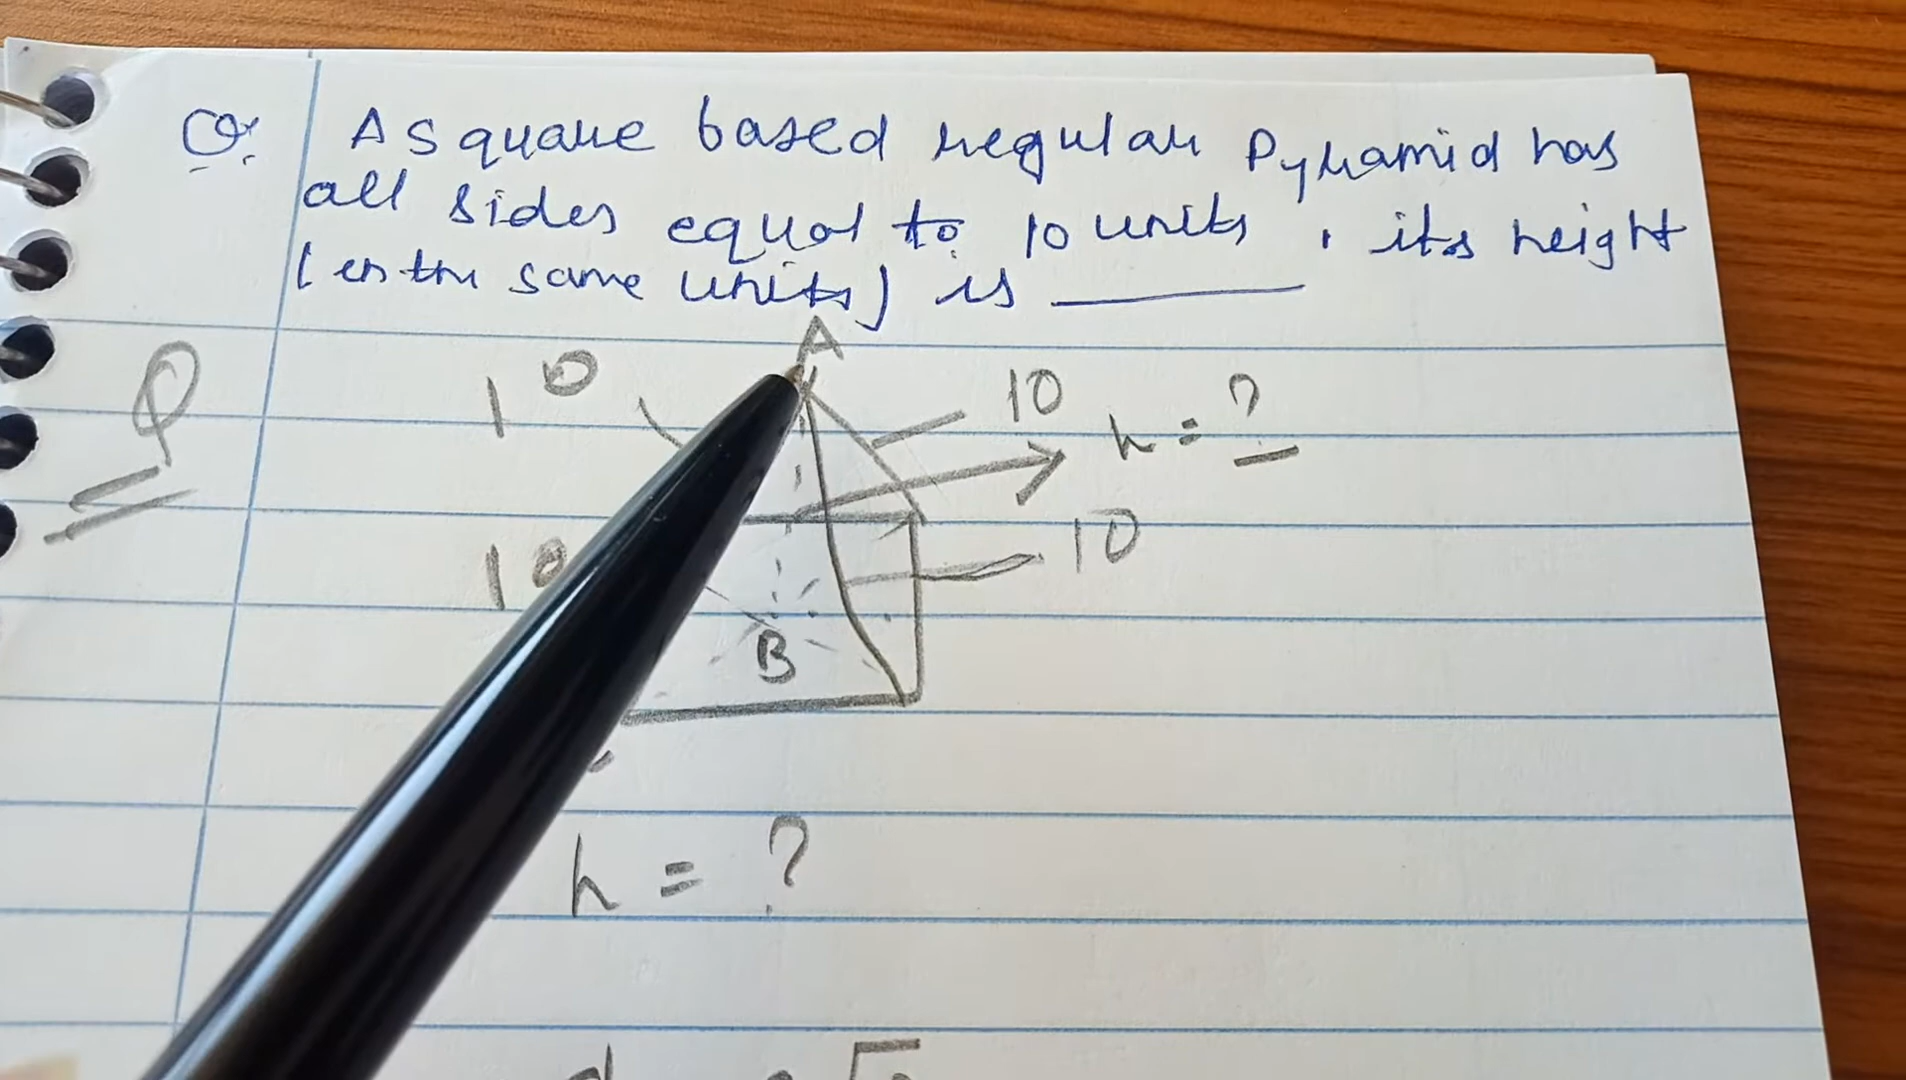 Q. A square based regular Pyramid has
all sides equal to 10 units, its height
(in the same units) is ______
A
10 10 h = ?
10 10
B
h = ?